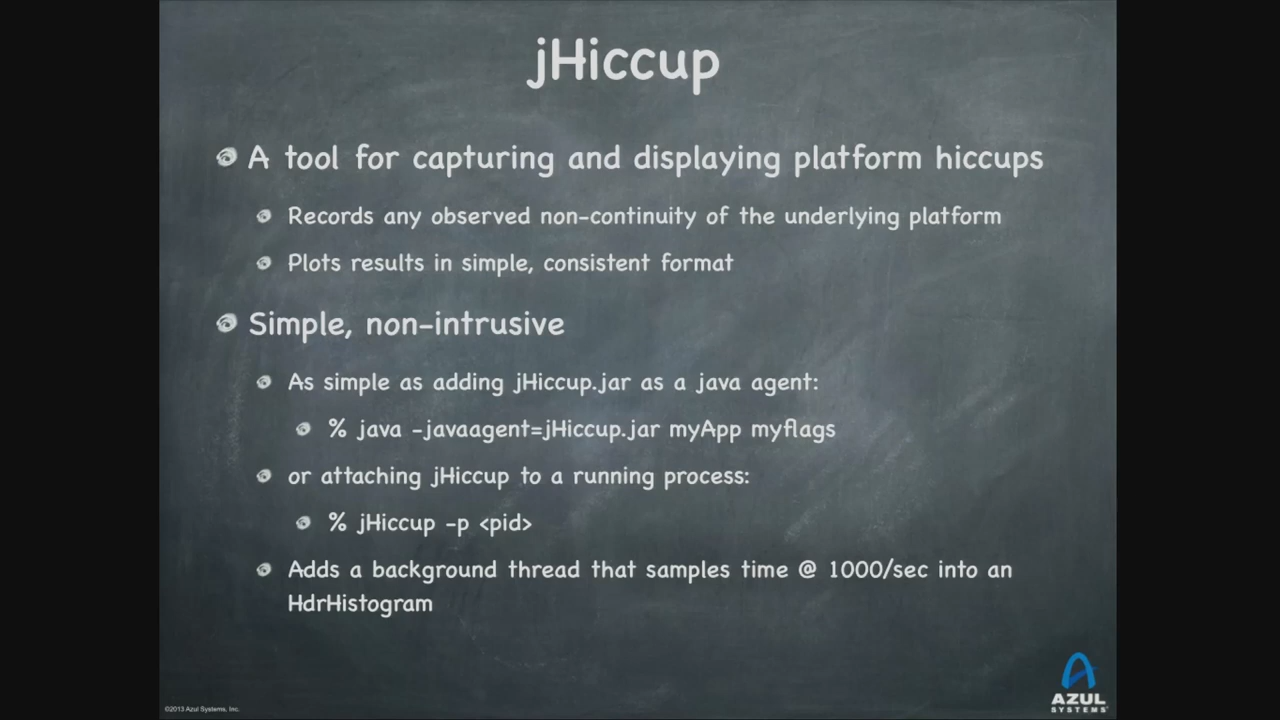 jHiccup
A tool for capturing and displaying platform hiccups
Records any observed non-continuity of the underlying platform
Plots results in simple, consistent format
Simple, non-intrusive
As simple as adding jHiccup.jar as a java agent:
% java -javaagent=jHiccup.jar myApp myflags
or attaching jHiccup to a running process:
% jHiccup -p <pid>
Adds a background thread that samples time @ 1000/sec into an
HdrHistogram
©2013 Azul Systems, Inc.
AZUL
SYSTEMS